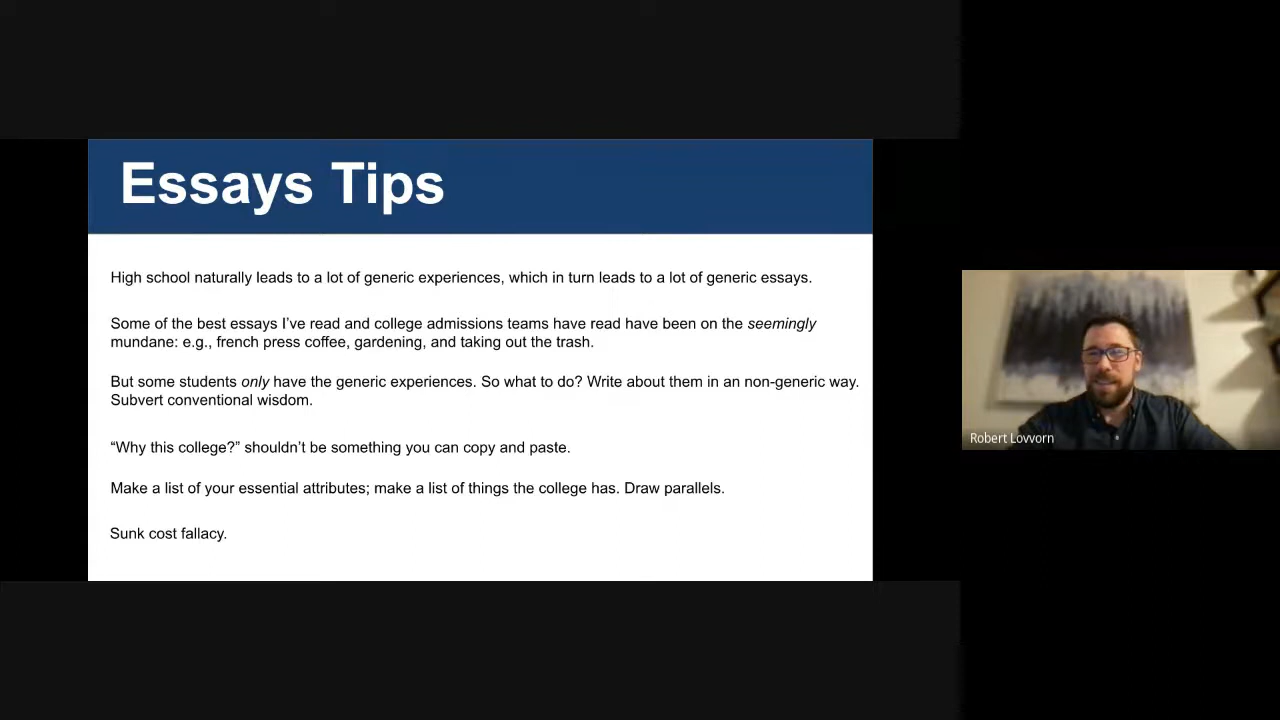 Essays Tips
High school naturally leads to a lot of generic experiences, which in turn leads to a lot of generic essays.
Some of the best essays I’ve read and college admissions teams have read have been on the seemingly
mundane: e.g., french press coffee, gardening, and taking out the trash.
But some students only have the generic experiences. So what to do? Write about them in an non-generic way.
Subvert conventional wisdom.
“Why this college?” shouldn’t be something you can copy and paste.
Make a list of your essential attributes; make a list of things the college has. Draw parallels.
Sunk cost fallacy.
Robert Lovvorn